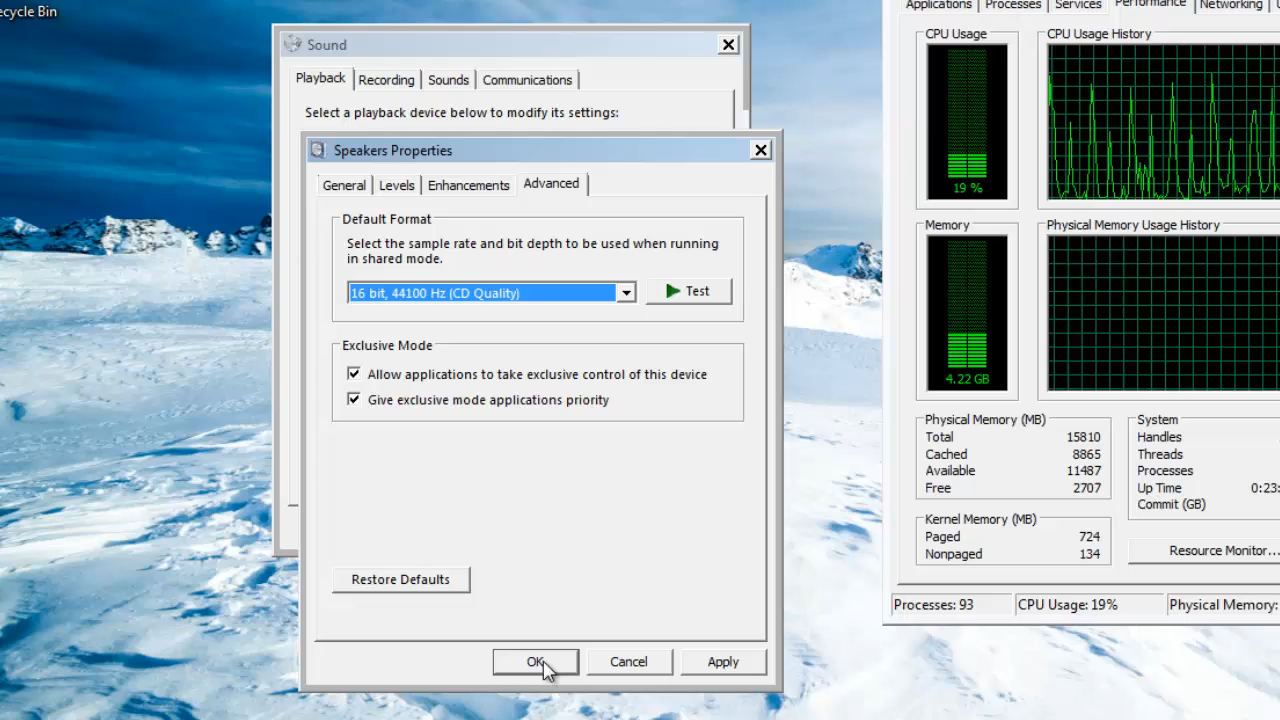 ecycle Bin
Sound
Playback
Recording
Sounds
Communications
Select a playback device below to modify its settings:
Speakers Properties
General
Levels
Enhancements
Advanced
Default Format
Select the sample rate and bit depth to be used when running
in shared mode.
16 bit, 44100 Hz (CD Quality)
Test
Exclusive Mode
Allow applications to take exclusive control of this device
Give exclusive mode applications priority
Restore Defaults
OK
Cancel
Apply
Applications
Processes
Services
Performance
Networking
CPU Usage
CPU Usage History
19 %
Memory
Physical Memory Usage History
4.22 GB
Physical Memory (MB)
Total 15810
Cached 8865
Available 11487
Free 2707
System
Handles
Threads
Processes
Up Time 0:23:
Commit (GB)
Kernel Memory (MB)
Paged 724
Nonpaged 134
Resource Monitor...
Processes: 93
CPU Usage: 19%
Physical Memory: